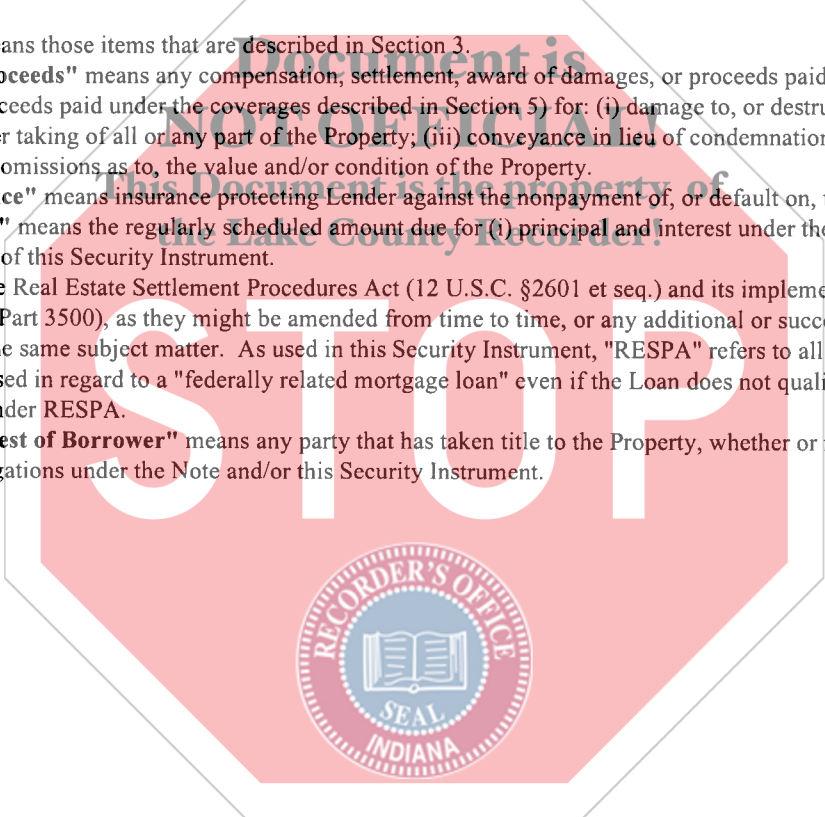 ans those items that are described in Section 3.
oceeds" means any compensation, settlement, award of damages, or proceeds paid
ceeds paid under the coverages described in Section 5) for: (i) damage to, or destru
r taking of all or any part of the Property; (iii) conveyance in lieu of condemnation
omissions as to, the value and/or condition of the Property.
ce" means insurance protecting Lender against the nonpayment of, or default on,
" means the regularly scheduled amount due for (i) principal and interest under the
of this Security Instrument.
e Real Estate Settlement Procedures Act (12 U.S.C. §2601 et seq.) and its impleme
Part 3500), as they might be amended from time to time, or any additional or succe
e same subject matter. As used in this Security Instrument, "RESPA" refers to all
sed in regard to a "federally related mortgage loan" even if the Loan does not quali
nder RESPA.
est of Borrower" means any party that has taken title to the Property, whether or
gations under the Note and/or this Security Instrument.
Document is
NOT OFFICIAL!
This Document is the property of
the Lake County Recorder!
STOP
RECORDER'S OFFICE
SEAL
INDIANA